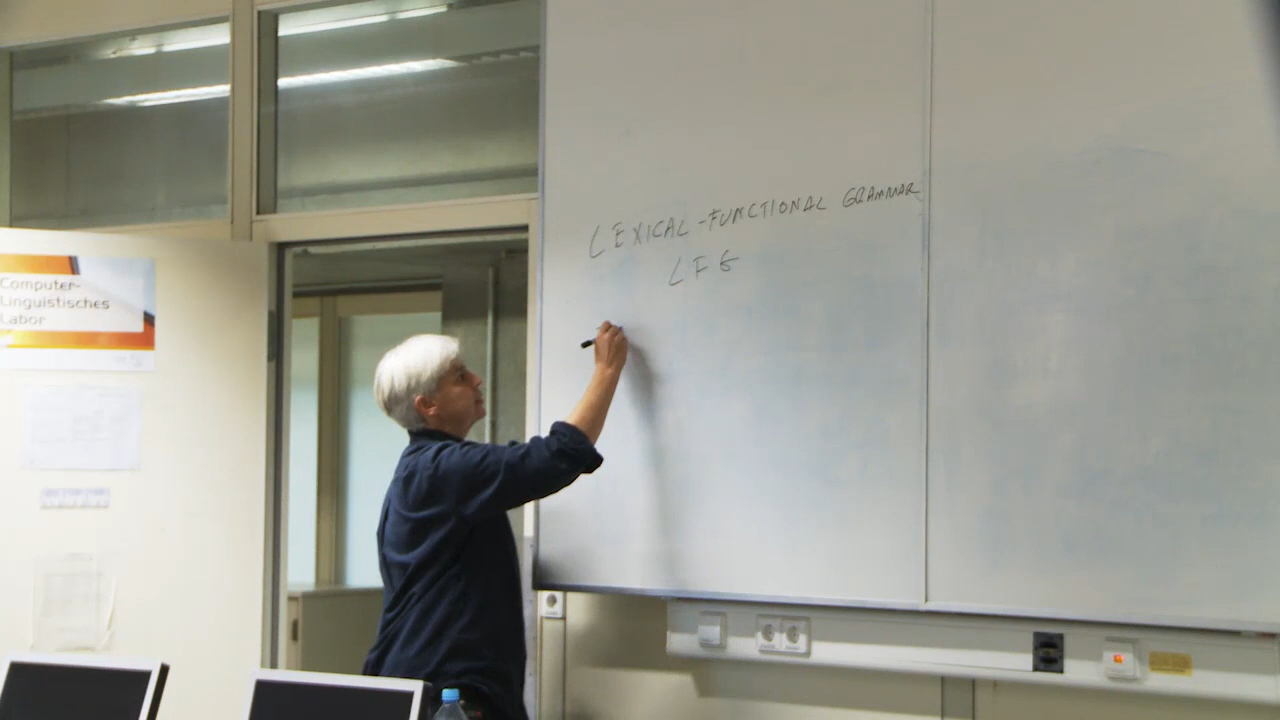 LEXICAL-FUNCTIONAL GRAMMAR
LFG
Computer-
Linguistisches
Labor